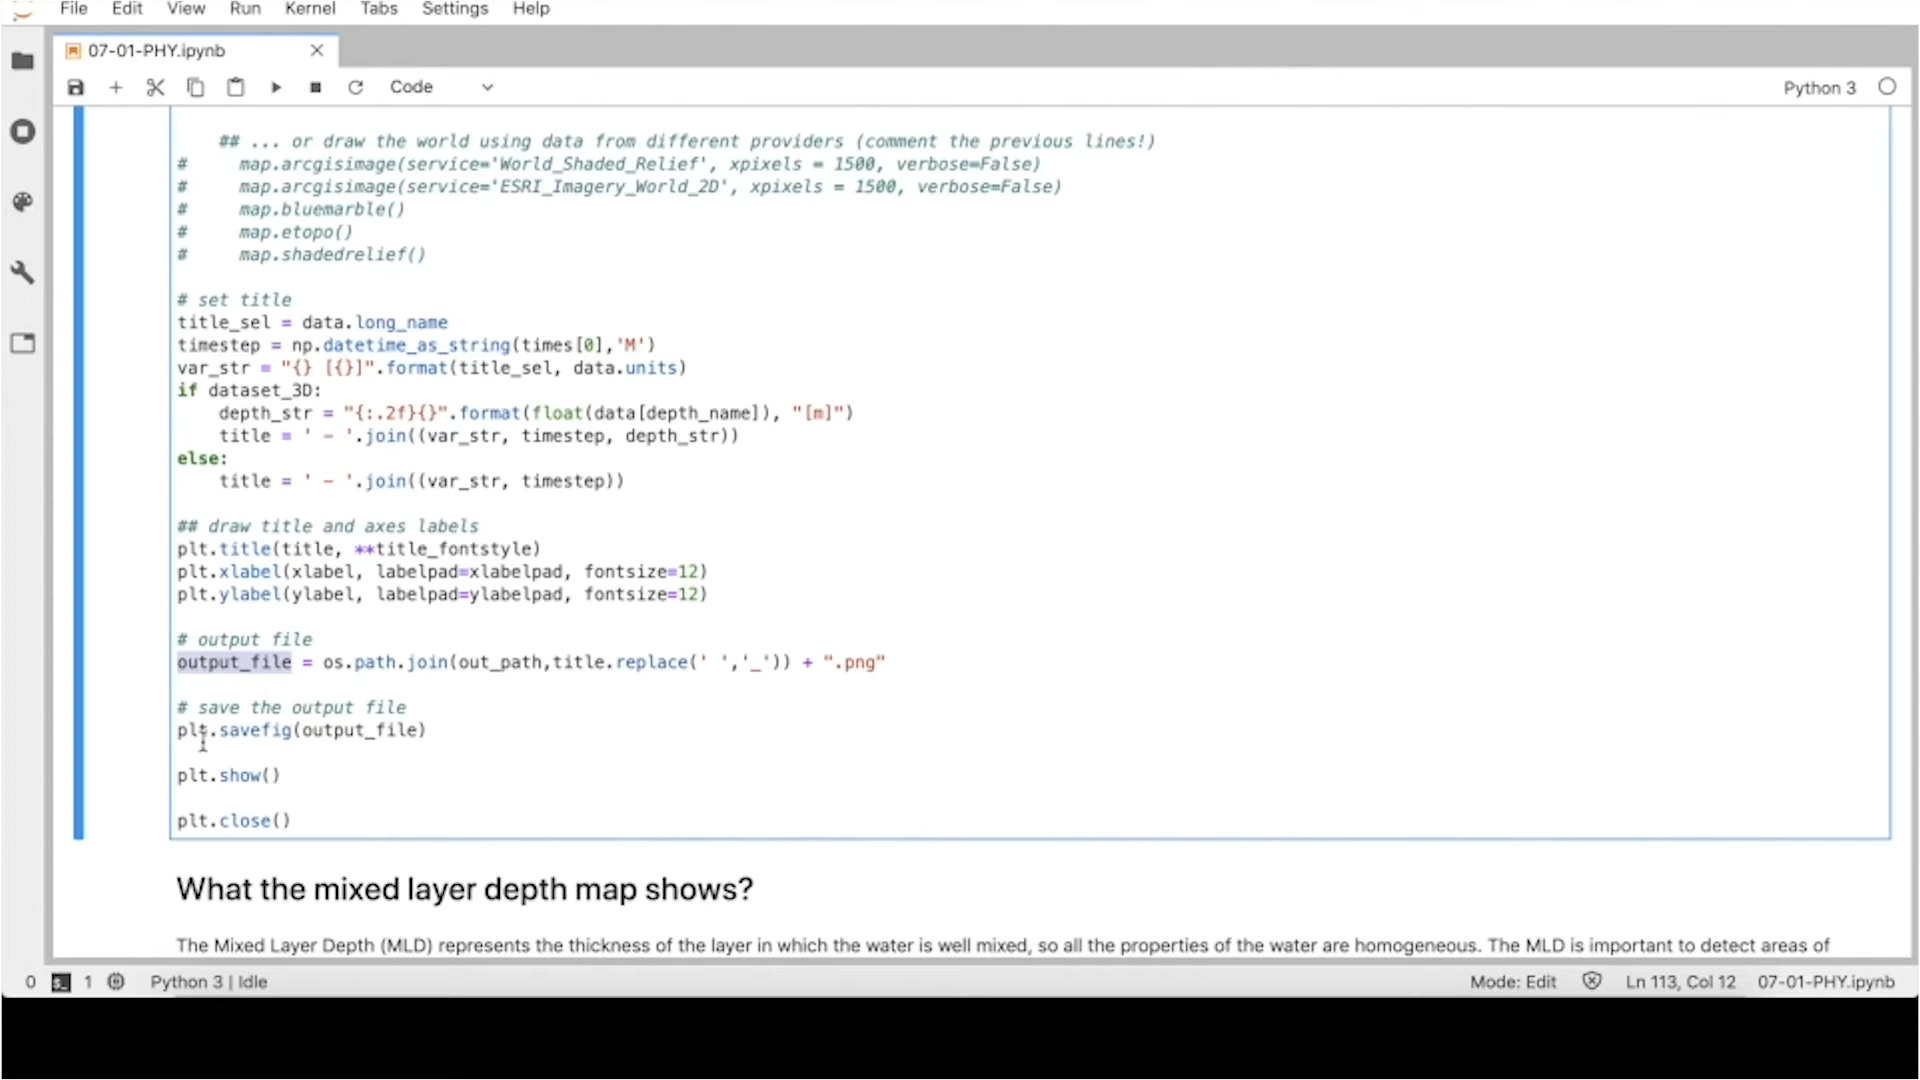 File Edit View Run Kernel Tabs Settings Help
07-01-PHY.ipynb
Code
Python 3
## ... or draw the world using data from different providers (comment the previous lines!)
# map.arcgisimage(service='World_Shaded_Relief', xpixels = 1500, verbose=False)
# map.arcgisimage(service='ESRI_Imagery_World_2D', xpixels = 1500, verbose=False)
# map.bluemarble()
# map.etopo()
# map.shadedrelief()
# set title
title_sel = data.long_name
timestep = np.datetime_as_string(times[0],'M')
var_str = "{} [{}]".format(title_sel, data.units)
if dataset_3D:
depth_str = "{:.2f}{}".format(float(data[depth_name]), "[m]")
title = ' - '.join((var_str, timestep, depth_str))
else:
title = ' - '.join((var_str, timestep))
## draw title and axes labels
plt.title(title, **title_fontstyle)
plt.xlabel(xlabel, labelpad=xlabelpad, fontsize=12)
plt.ylabel(ylabel, labelpad=ylabelpad, fontsize=12)
# output file
output_file = os.path.join(out_path,title.replace(' ','_')) + ".png"
# save the output file
plt.savefig(output_file)
plt.show()
plt.close()
What the mixed layer depth map shows?
The Mixed Layer Depth (MLD) represents the thickness of the layer in which the water is well mixed, so all the properties of the water are homogeneous. The MLD is important to detect areas of
0 1 Python 3 | Idle Mode: Edit Ln 113, Col 12 07-01-PHY.ipynb